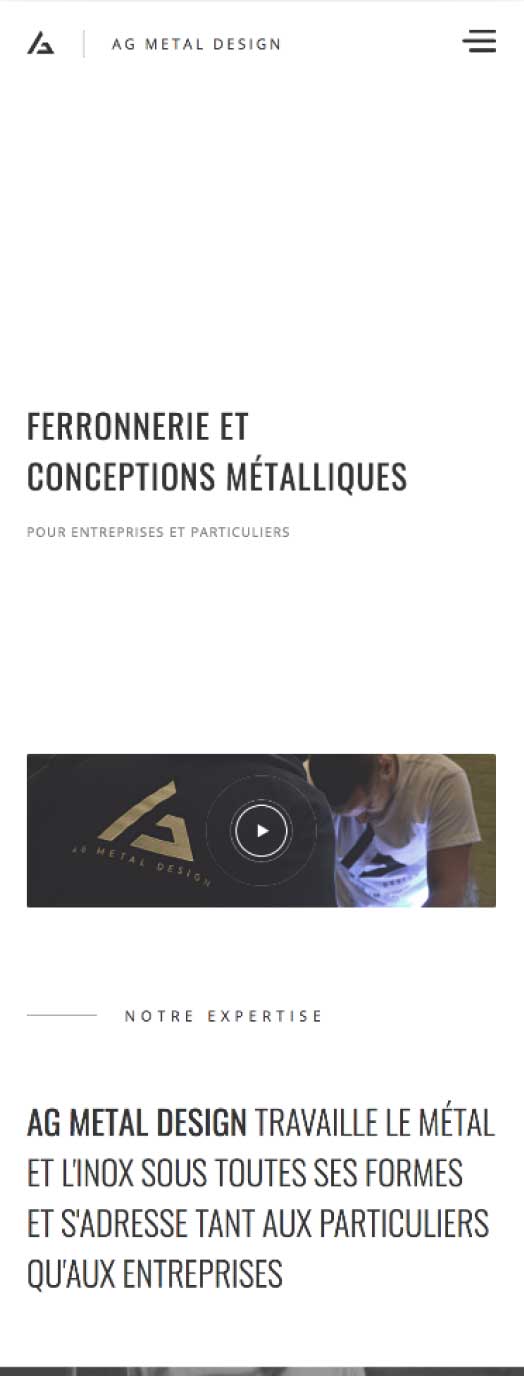 AG METAL DESIGN
FERRONNERIE ET
CONCEPTIONS MÉTALLIQUES
POUR ENTREPRISES ET PARTICULIERS
AG METAL DESIGN
NOTRE EXPERTISE
AG METAL DESIGN TRAVAILLE LE MÉTAL
ET L'INOX SOUS TOUTES SES FORMES
ET S'ADRESSE TANT AUX PARTICULIERS
QU'AUX ENTREPRISES